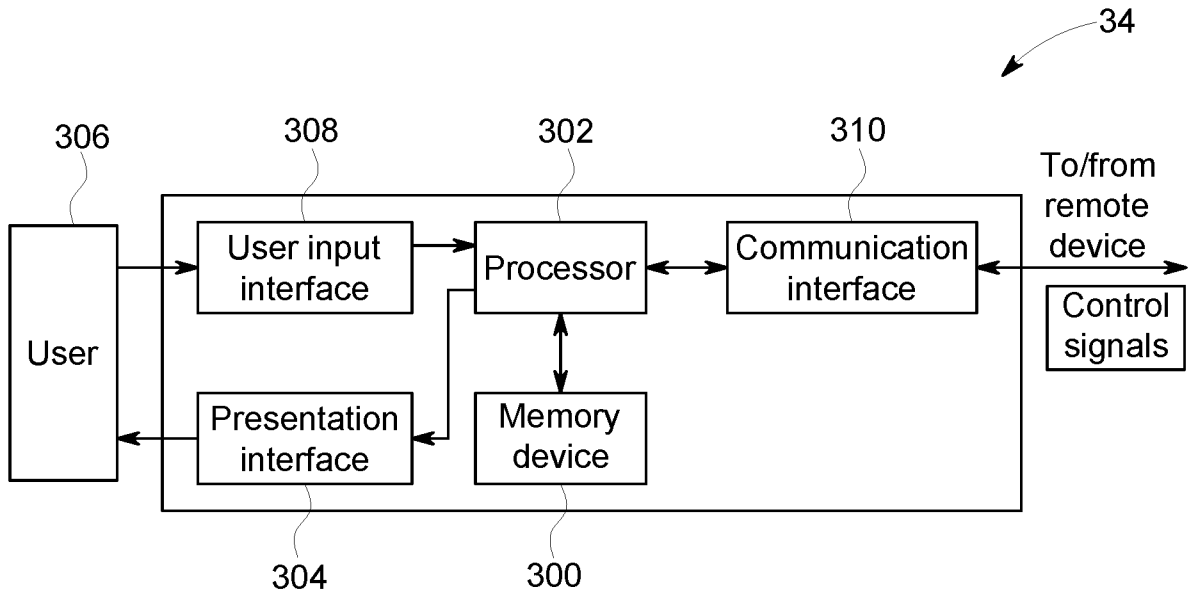 34
306
308
302
310
To/from
remote
device
User input
interface
Processor
Communication
interface
Control
signals
User
Presentation
interface
Memory
device
304
300